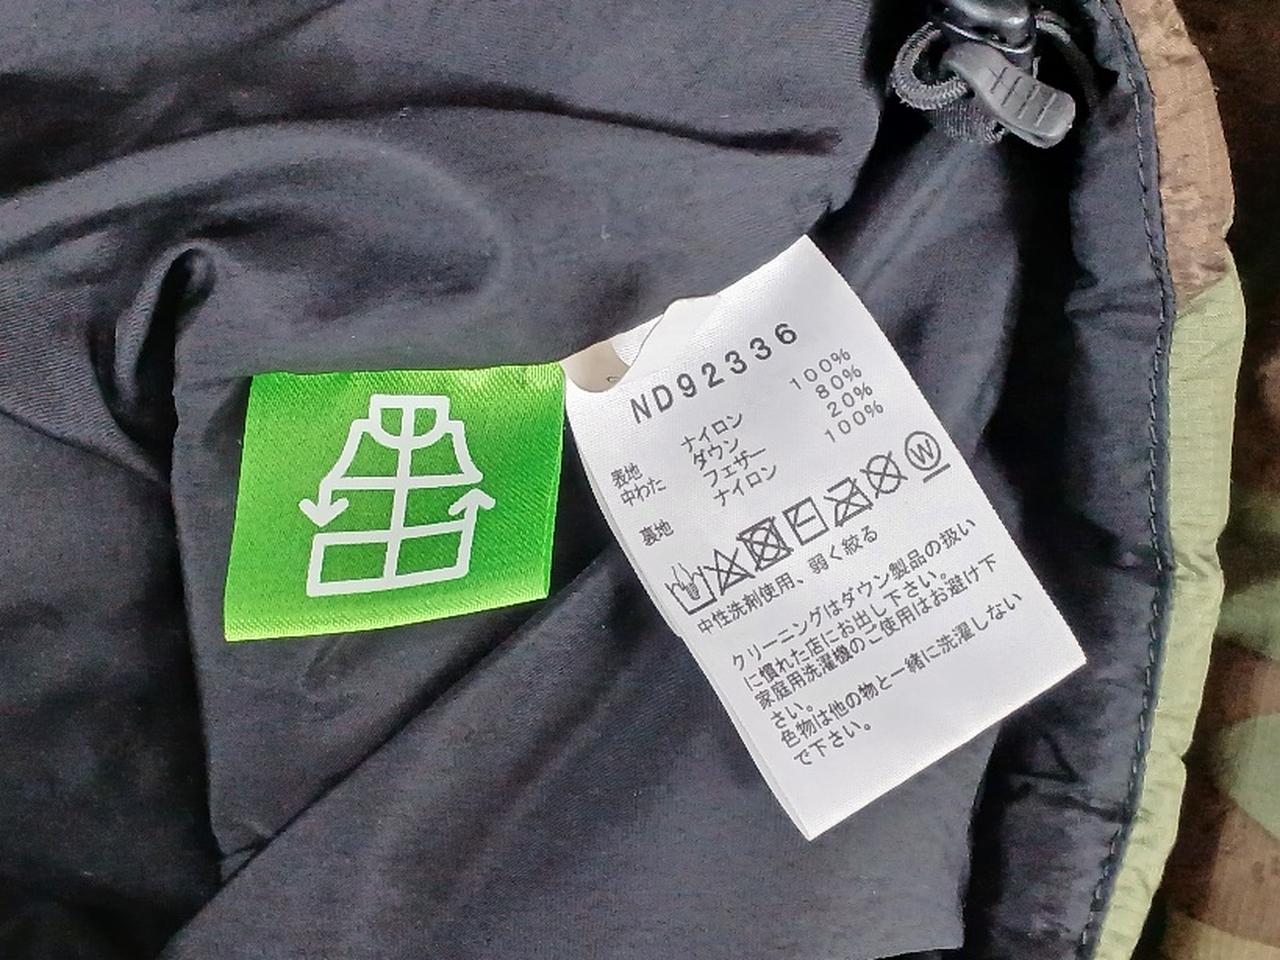 ND92336
表地 ナイロン 100%
中わた ダウン 80%
フェザー 20%
裏地 ナイロン 100%
W
中性洗剤使用、弱く絞る
クリーニングはダウン製品の扱い
に慣れた店にお出し下さい。
家庭用洗濯機のご使用はお避け下
さい。
色物は他の物と一緒に洗濯しない
で下さい。